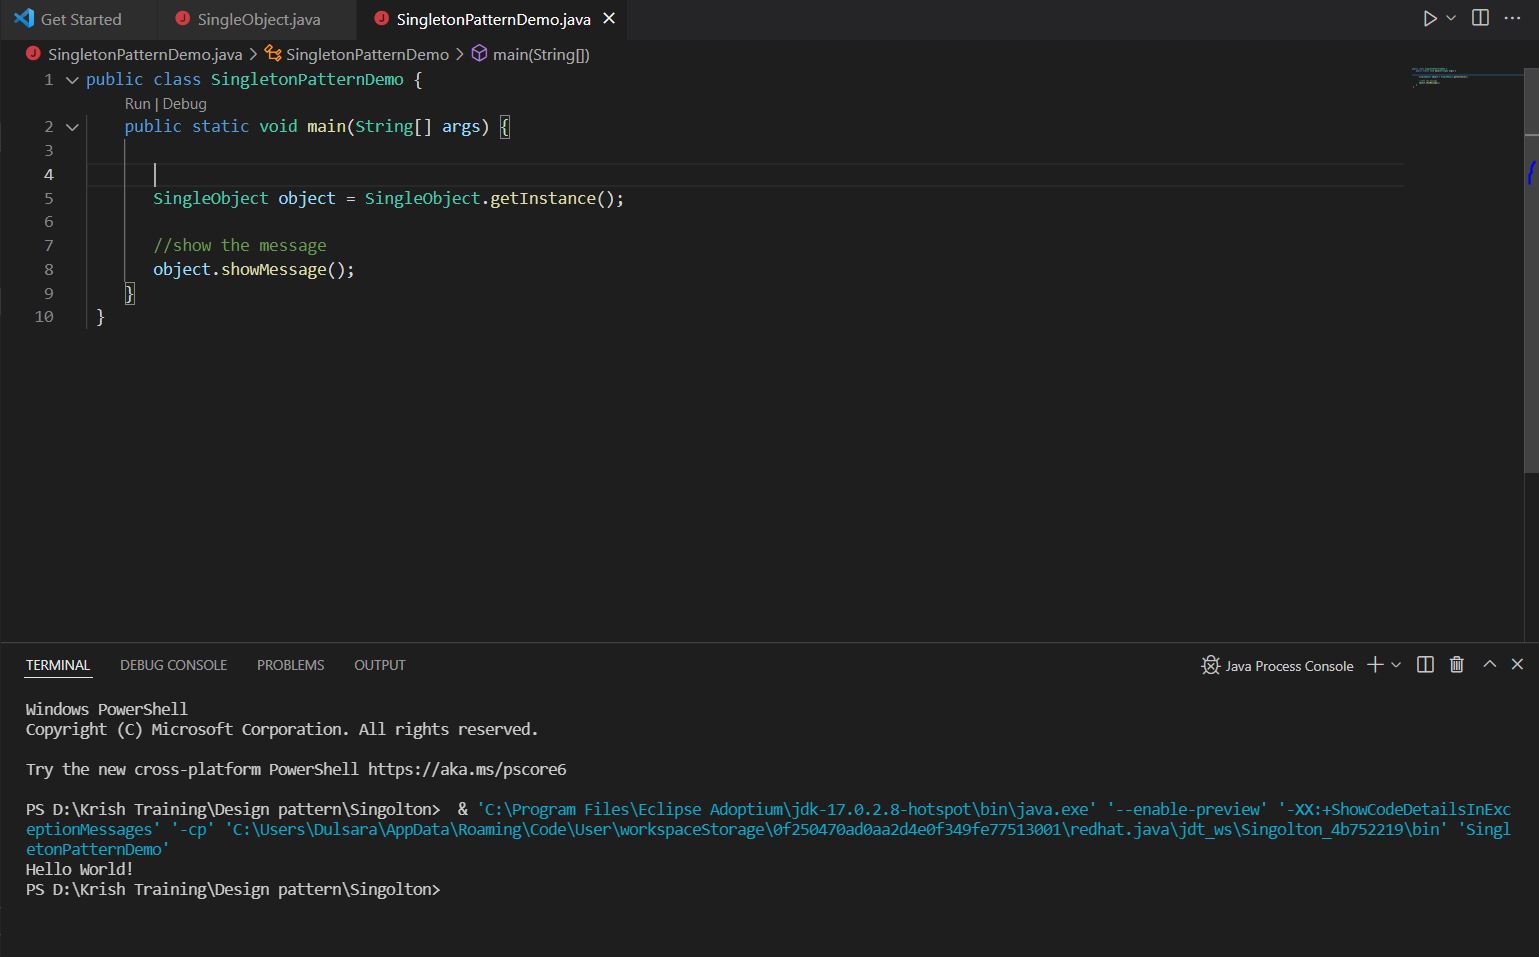 Get Started
SingleObject.java
SingletonPatternDemo.java
SingletonPatternDemo.java > SingletonPatternDemo > main(String[])
1 public class SingletonPatternDemo {
Run | Debug
2 public static void main(String[] args) {
3
4
5 SingleObject object = SingleObject.getInstance();
6
7 //show the message
8 object.showMessage();
9 }
10 }
TERMINAL DEBUG CONSOLE PROBLEMS OUTPUT
Java Process Console
Windows PowerShell
Copyright (C) Microsoft Corporation. All rights reserved.
Try the new cross-platform PowerShell https://aka.ms/pscore6
PS D:\Krish Training\Design pattern\Singolton>  & 'C:\Program Files\Eclipse Adoptium\jdk-17.0.2.8-hotspot\bin\java.exe' '--enable-preview' '-XX:+ShowCodeDetailsInExc
eptionMessages' '-cp' 'C:\Users\Dulsara\AppData\Roaming\Code\User\workspaceStorage\0f250470ad0aa2d4e0f349fe77513001\redhat.java\jdt_ws\Singolton_4b752219\bin' 'Singl
etonPatternDemo'
Hello World!
PS D:\Krish Training\Design pattern\Singolton>